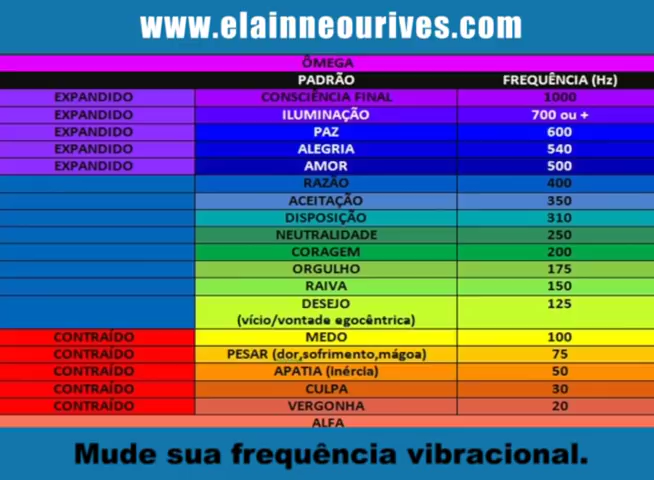 www.elainneourives.com
ÔMEGA
PADRÃO FREQUÊNCIA (Hz)
EXPANDIDO CONSCIÊNCIA FINAL 1000
EXPANDIDO ILUMINAÇÃO 700 ou +
EXPANDIDO PAZ 600
EXPANDIDO ALEGRIA 540
EXPANDIDO AMOR 500
RAZÃO 400
ACEITAÇÃO 350
DISPOSIÇÃO 310
NEUTRALIDADE 250
CORAGEM 200
ORGULHO 175
RAIVA 150
DESEJO 125
(vício/vontade egocêntrica)
CONTRAÍDO MEDO 100
CONTRAÍDO PESAR (dor,sofrimento,mágoa) 75
CONTRAÍDO APATIA (inércia) 50
CONTRAÍDO CULPA 30
CONTRAÍDO VERGONHA 20
ALFA
Mude sua frequência vibracional.